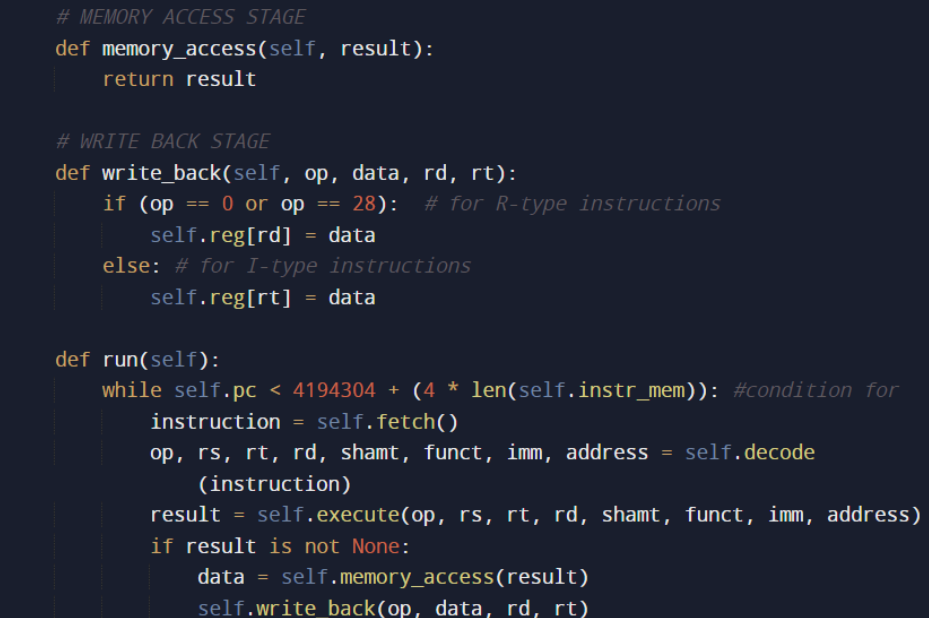 # MEMORY ACCESS STAGE
def memory_access(self, result):
    return result
# WRITE BACK STAGE
def write_back(self, op, data, rd, rt):
    if (op == 0 or op == 28):  # for R-type instructions
        self.reg[rd] = data
    else: # for I-type instructions
        self.reg[rt] = data
def run(self):
    while self.pc < 4194304 + (4 * len(self.instr_mem)): #condition for
        instruction = self.fetch()
        op, rs, rt, rd, shamt, funct, imm, address = self.decode
            (instruction)
        result = self.execute(op, rs, rt, rd, shamt, funct, imm, address)
        if result is not None:
            data = self.memory_access(result)
            self.write_back(op, data, rd, rt)